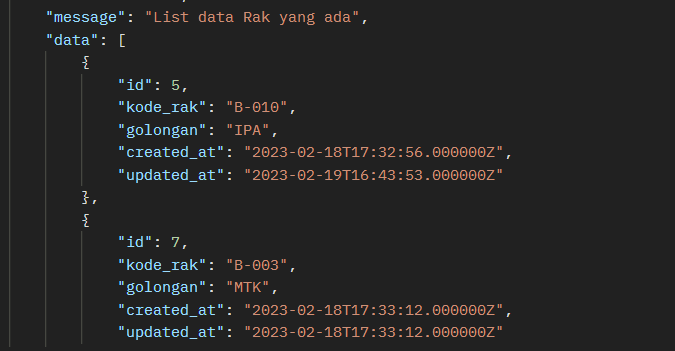 "message": "List data Rak yang ada",
"data": [
{
"id": 5,
"kode_rak": "B-010",
"golongan": "IPA",
"created_at": "2023-02-18T17:32:56.000000Z",
"updated_at": "2023-02-19T16:43:53.000000Z"
},
{
"id": 7,
"kode_rak": "B-003",
"golongan": "MTK",
"created_at": "2023-02-18T17:33:12.000000Z",
"updated_at": "2023-02-18T17:33:12.000000Z"